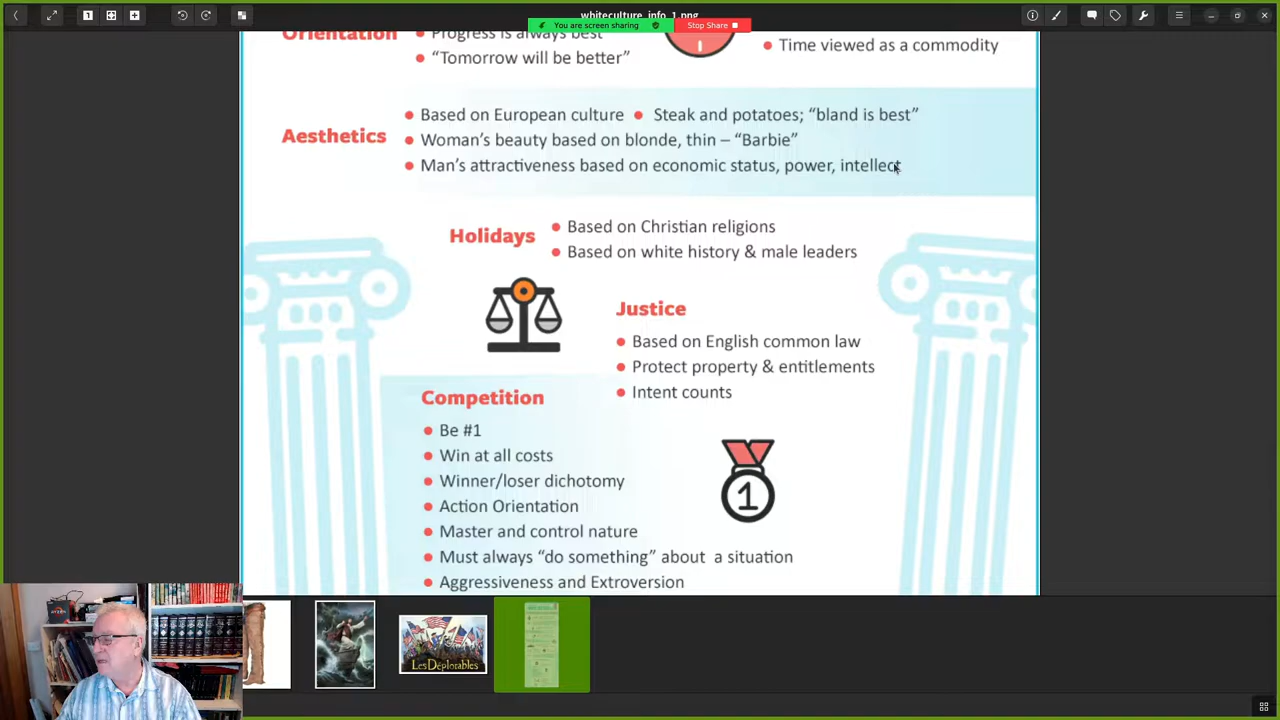 whiteculture_info_1.png
You are screen sharing
Stop Share
Orientation
Progress is always best"
"Tomorrow will be better"
Time viewed as a commodity
Aesthetics
Based on European culture
Steak and potatoes; "bland is best"
Woman's beauty based on blonde, thin – "Barbie"
Man's attractiveness based on economic status, power, intellect
Holidays
Based on Christian religions
Based on white history & male leaders
Justice
Based on English common law
Protect property & entitlements
Intent counts
Competition
Be #1
Win at all costs
Winner/loser dichotomy
Action Orientation
Master and control nature
Must always "do something" about a situation
Aggressiveness and Extroversion
1
RYZEN
Les Déplorables